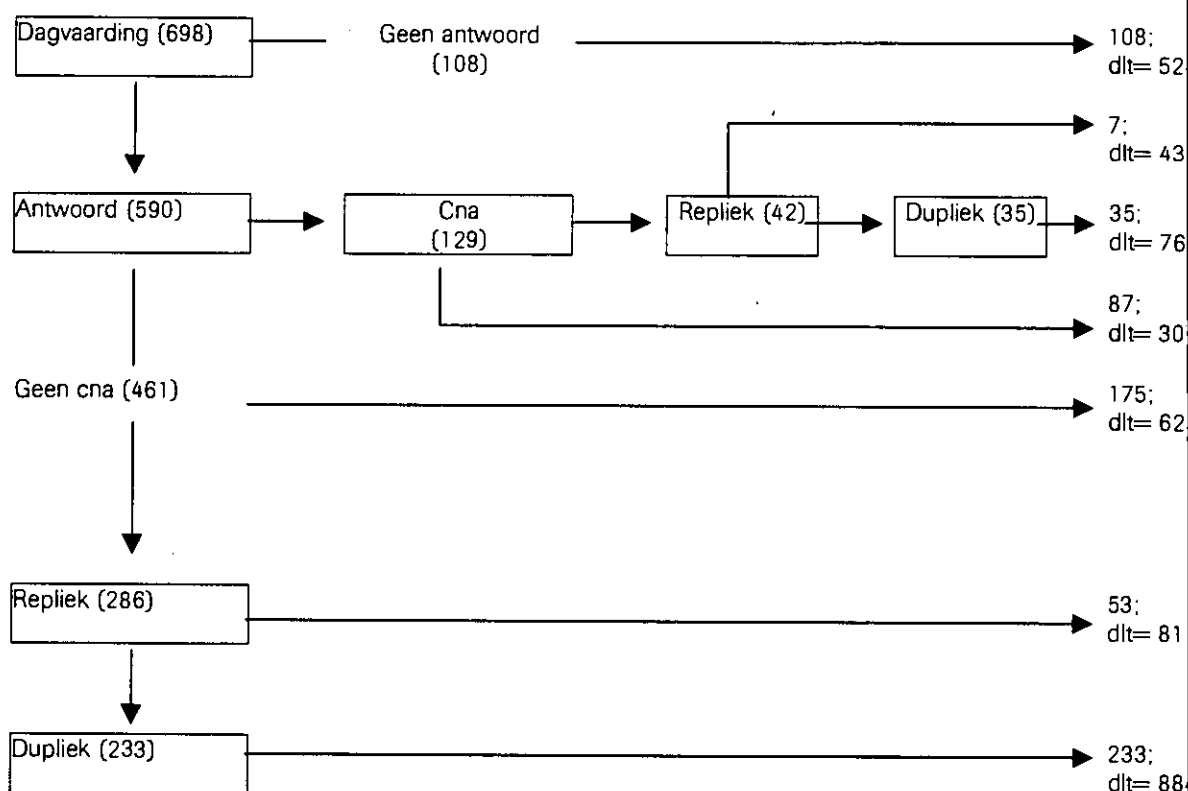 Dagvaarding (698)
Geen antwoord
(108)
108;
dlt= 52
7;
dlt= 43
Antwoord (590)
Cna
(129)
Repliek (42)
Dupliek (35)
35;
dlt= 76
87;
dlt= 30
Geen cna (461)
175;
dlt= 62
Repliek (286)
53;
dlt= 81
Dupliek (233)
233;
dlt= 884